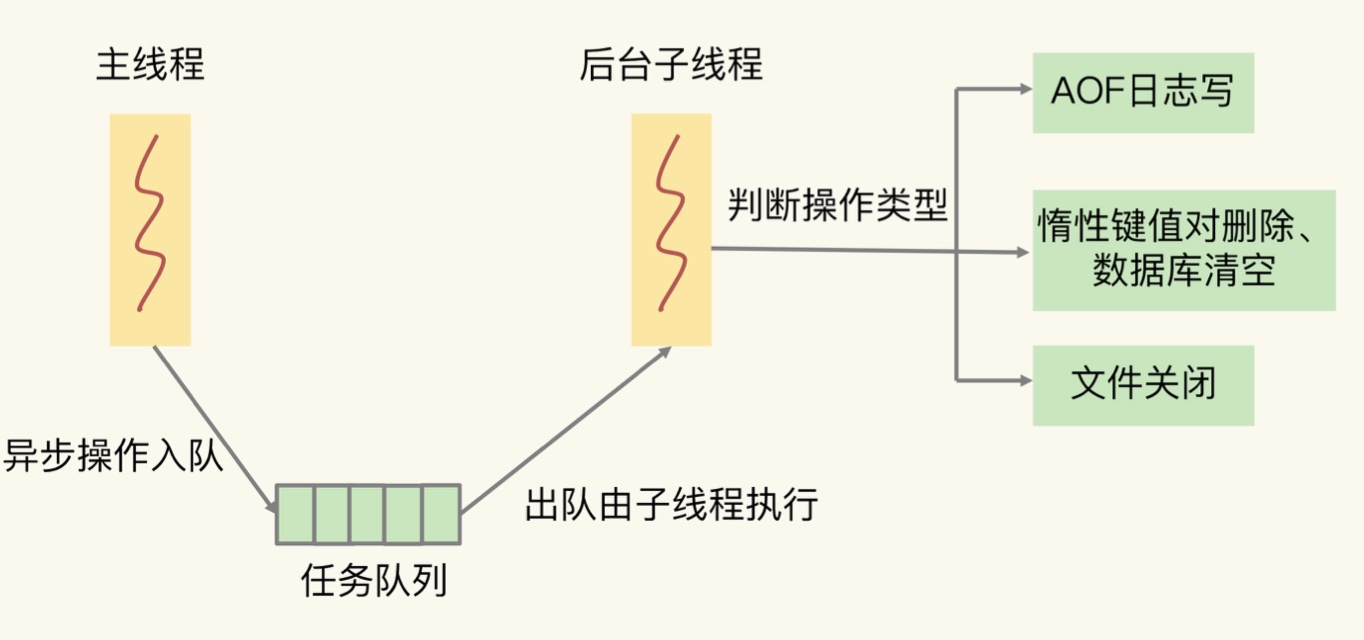 主线程
后台子线程
AOF日志写
判断操作类型
惰性键值对删除、
数据库清空
文件关闭
异步操作入队
出队由子线程执行
任务队列